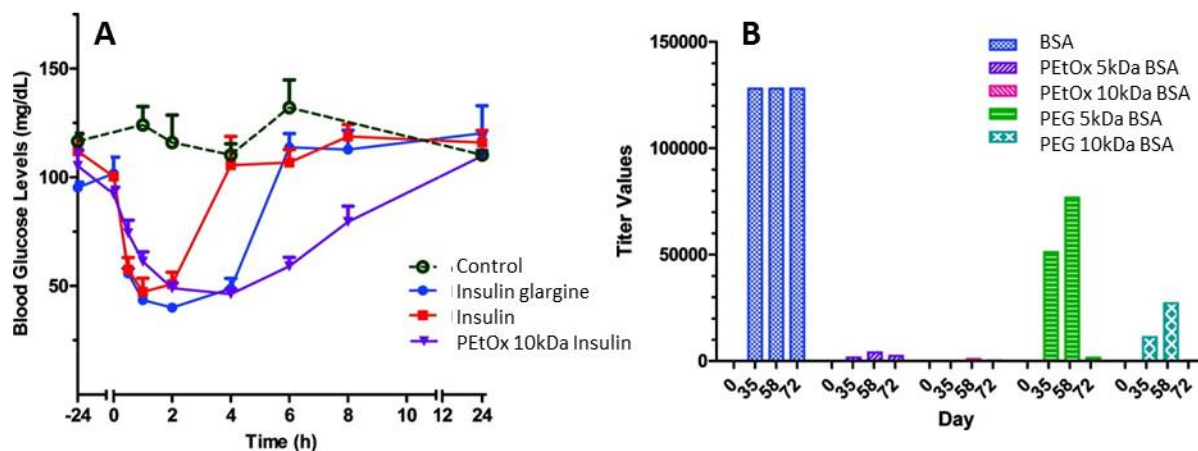 A
Blood Glucose Levels (mg/dL)
150
100
50
-24 0 2 4 6 8 10 12 24
Time (h)
Control
Insulin glargine
Insulin
PEtOx 10kDa Insulin
B
Titer Values
150000
100000
50000
0
0 35 58 72 0 35 58 72 0 35 58 72 0 35 58 72 0 35 58 72
Day
BSA
PEtOx 5kDa BSA
PEtOx 10kDa BSA
PEG 5kDa BSA
PEG 10kDa BSA